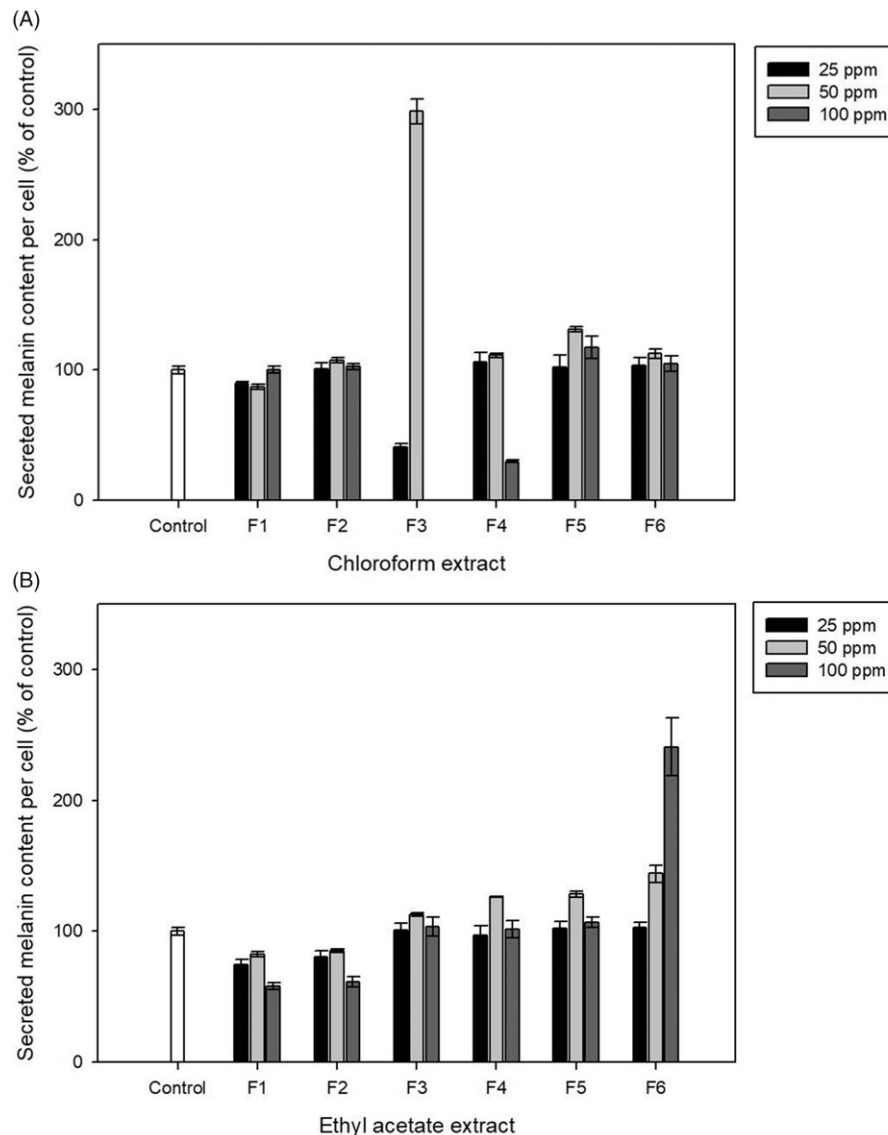 (A)
Secreted melanin content per cell (% of control)
300
200
100
0
Control F1 F2 F3 F4 F5 F6
Chloroform extract
25 ppm
50 ppm
100 ppm
(B)
Secreted melanin content per cell (% of control)
300
200
100
0
Control F1 F2 F3 F4 F5 F6
Ethyl acetate extract
25 ppm
50 ppm
100 ppm